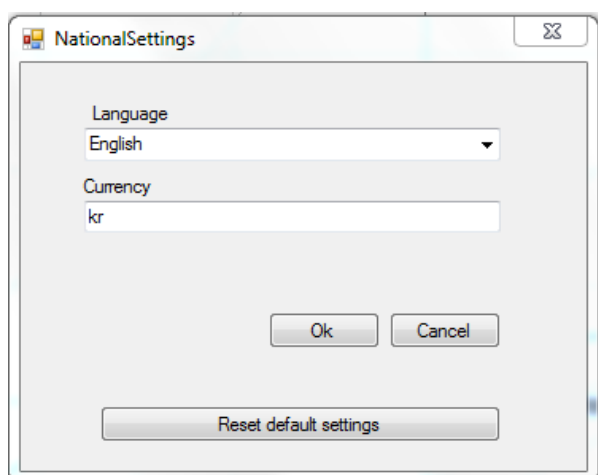 NationalSettings
Language
English
Currency
kr
Ok Cancel
Reset default settings